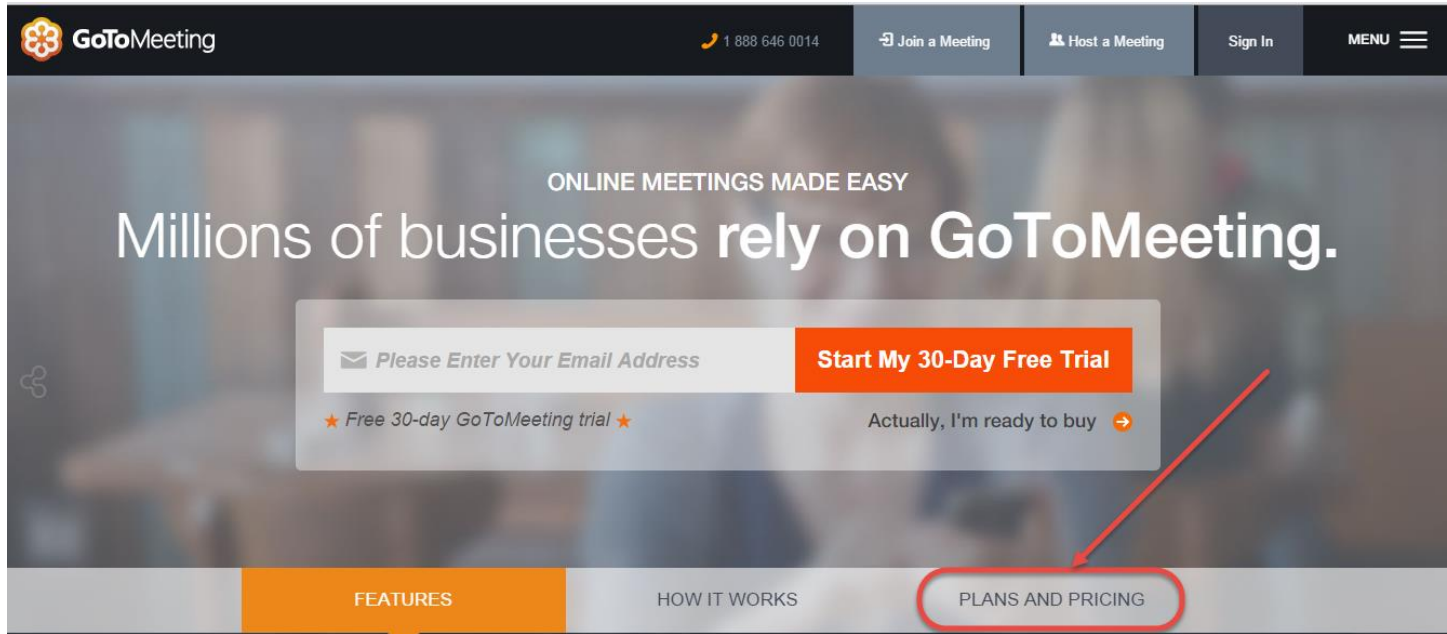 GoToMeeting
1 888 646 0014
Join a Meeting
Host a Meeting
Sign In
MENU
ONLINE MEETINGS MADE EASY
Millions of businesses rely on GoToMeeting.
Please Enter Your Email Address
Start My 30-Day Free Trial
Free 30-day GoToMeeting trial
Actually, I'm ready to buy
FEATURES
HOW IT WORKS
PLANS AND PRICING